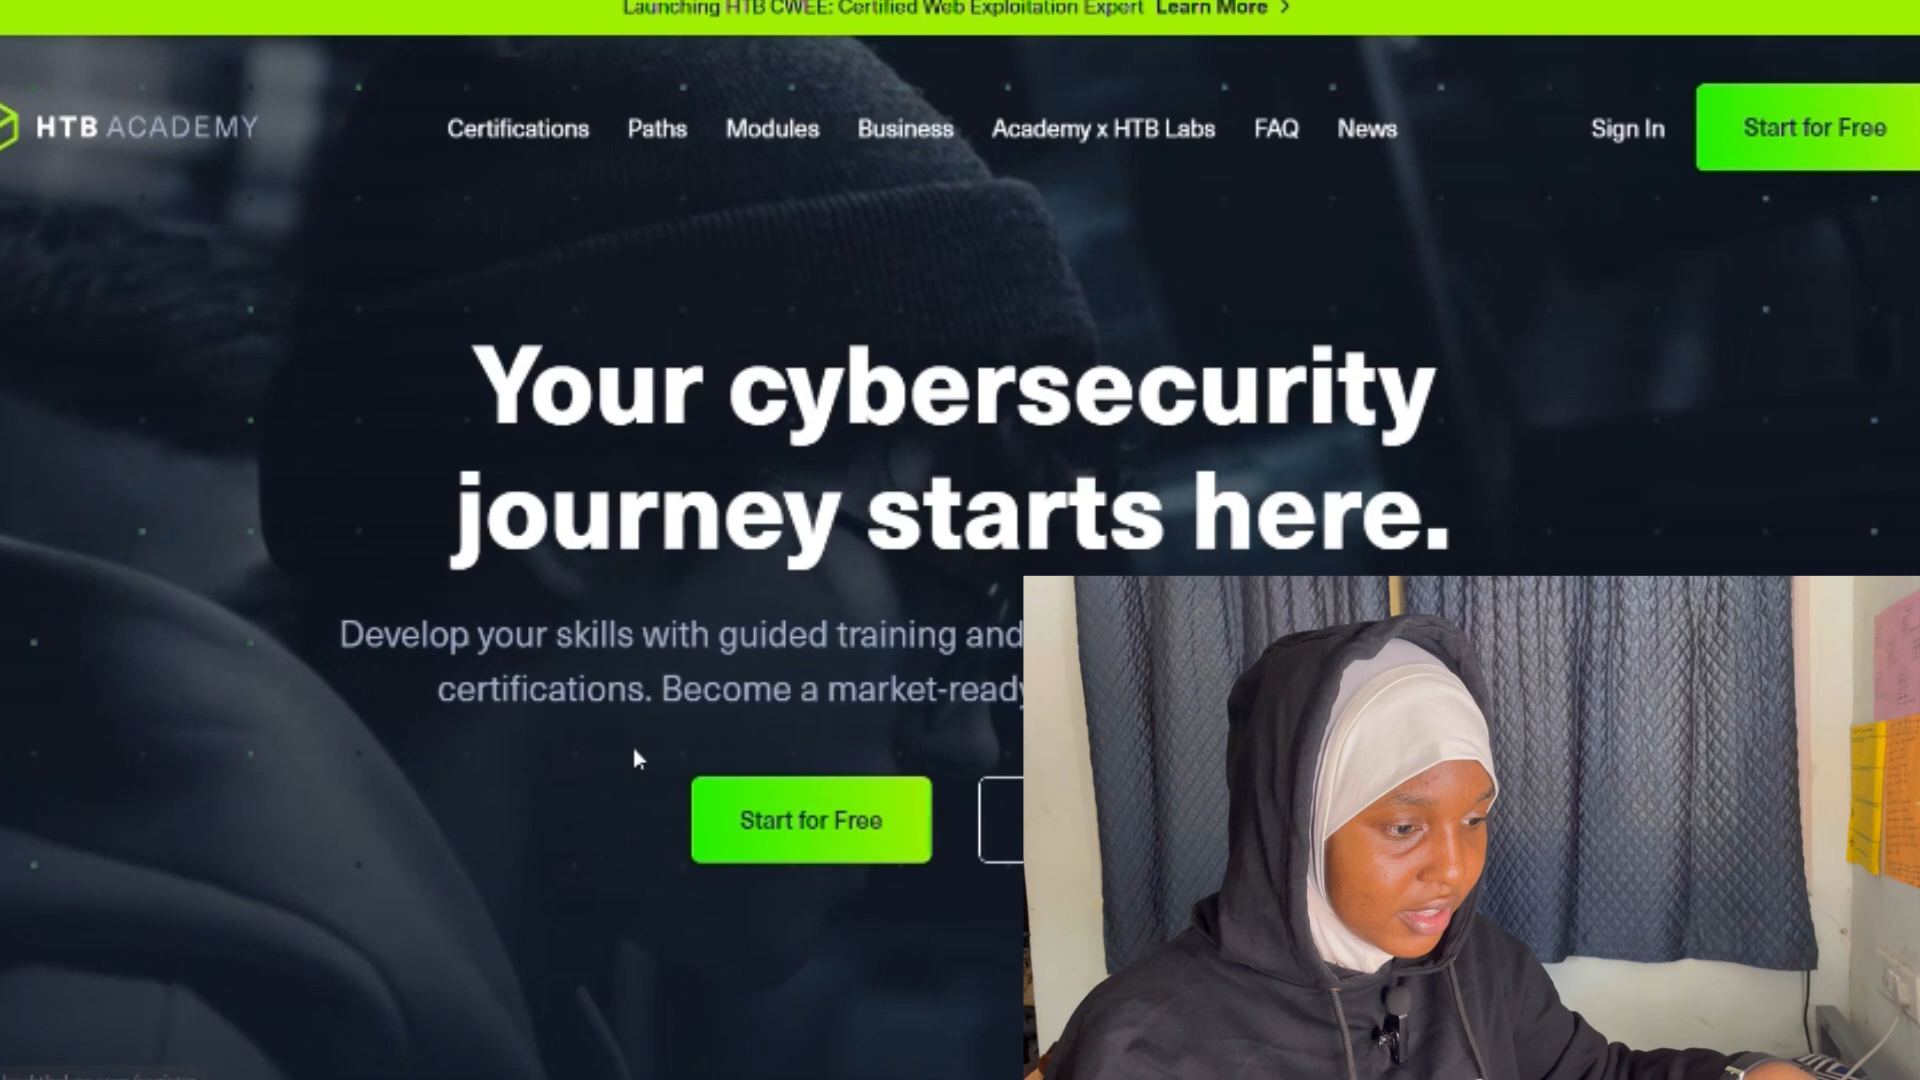 Launching HTB CWEE: Certified Web Exploitation Expert Learn More
HTB ACADEMY
Certifications Paths Modules Business Academy x HTB Labs FAQ News Sign In Start for Free
Your cybersecurity
journey starts here.
Develop your skills with guided training and
certifications. Become a market-ready
Start for Free